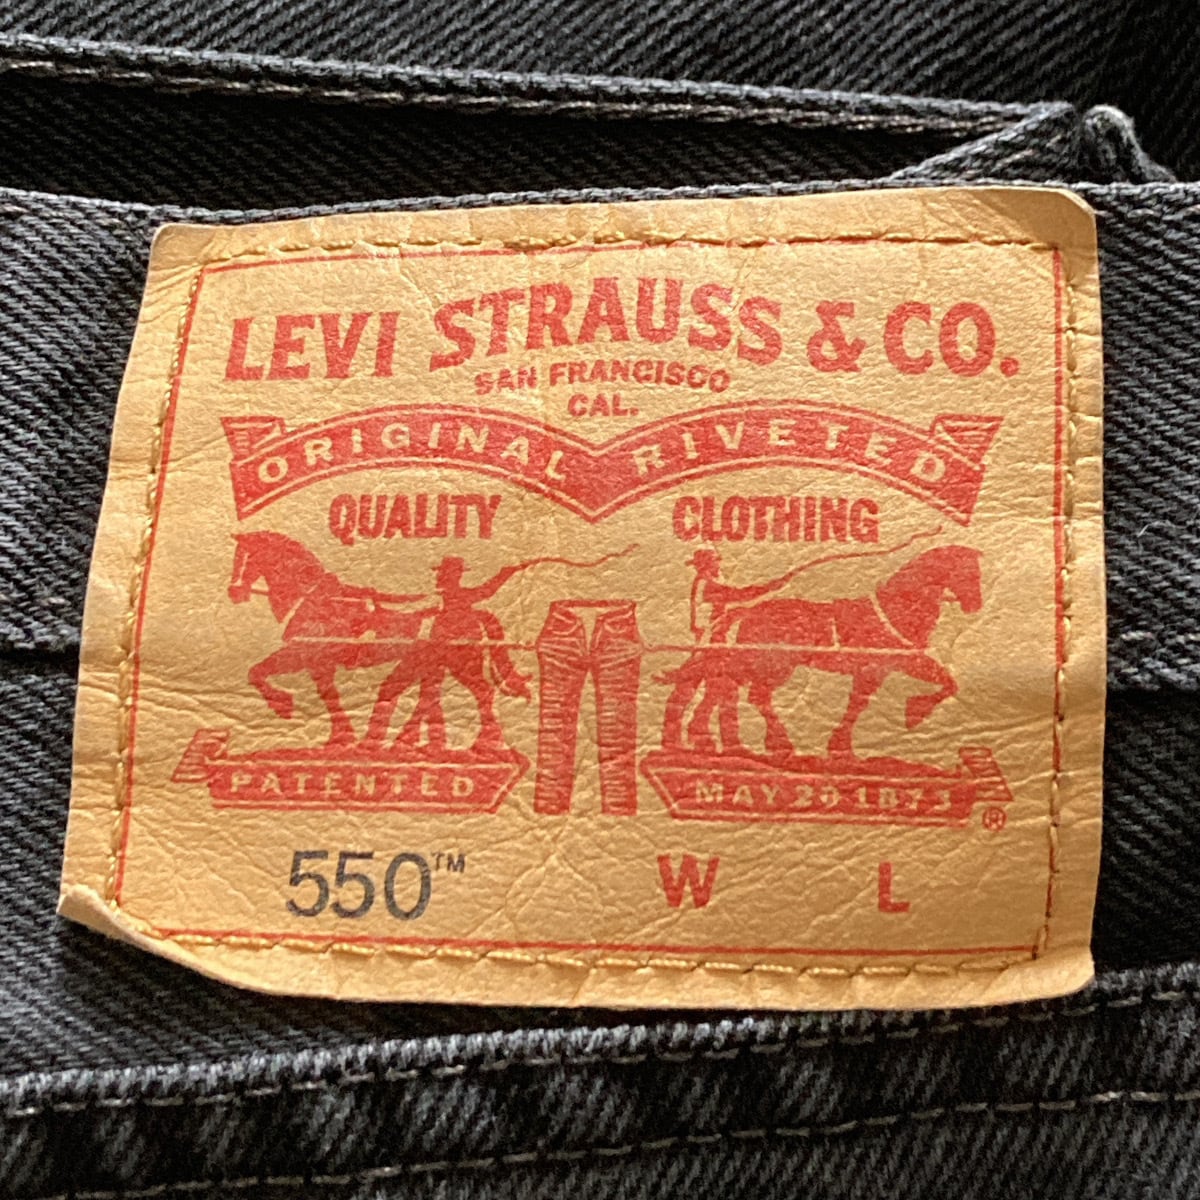 LEVI STRAUSS & CO.
SAN FRANCISCO
CAL.
ORIGINAL RIVETED
QUALITY CLOTHING
PATENTED MAY 20 1873 ®
550™ W L